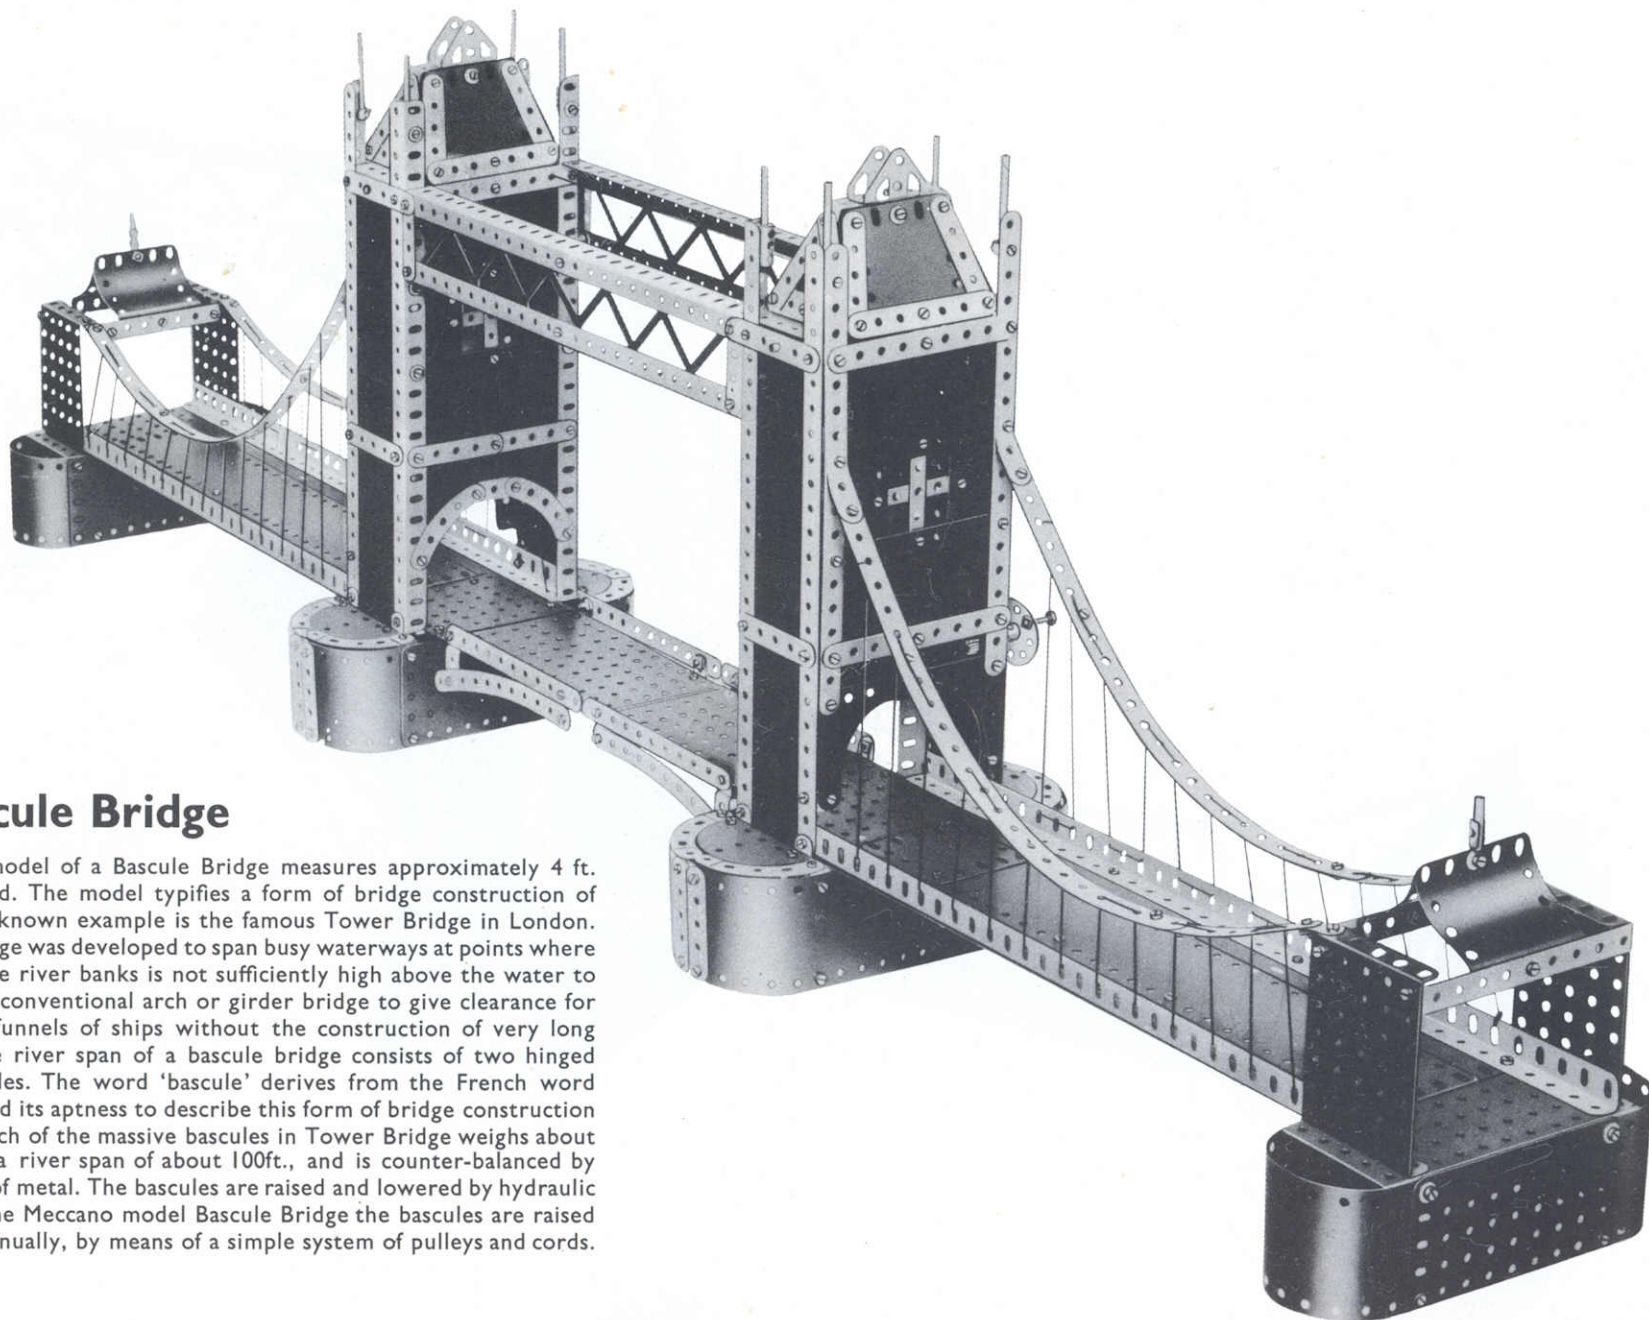 cule Bridge
nodel of a Bascule Bridge measures approximately 4 ft.
d. The model typifies a form of bridge construction of
known example is the famous Tower Bridge in London.
ge was developed to span busy waterways at points where
e river banks is not sufficiently high above the water to
conventional arch or girder bridge to give clearance for
funnels of ships without the construction of very long
e river span of a bascule bridge consists of two hinged
les. The word ‘bascule’ derives from the French word
d its aptness to describe this form of bridge construction
ch of the massive bascules in Tower Bridge weighs about
a river span of about 100ft., and is counter-balanced by
of metal. The bascules are raised and lowered by hydraulic
ne Meccano model Bascule Bridge the bascules are raised
nually, by means of a simple system of pulleys and cords.